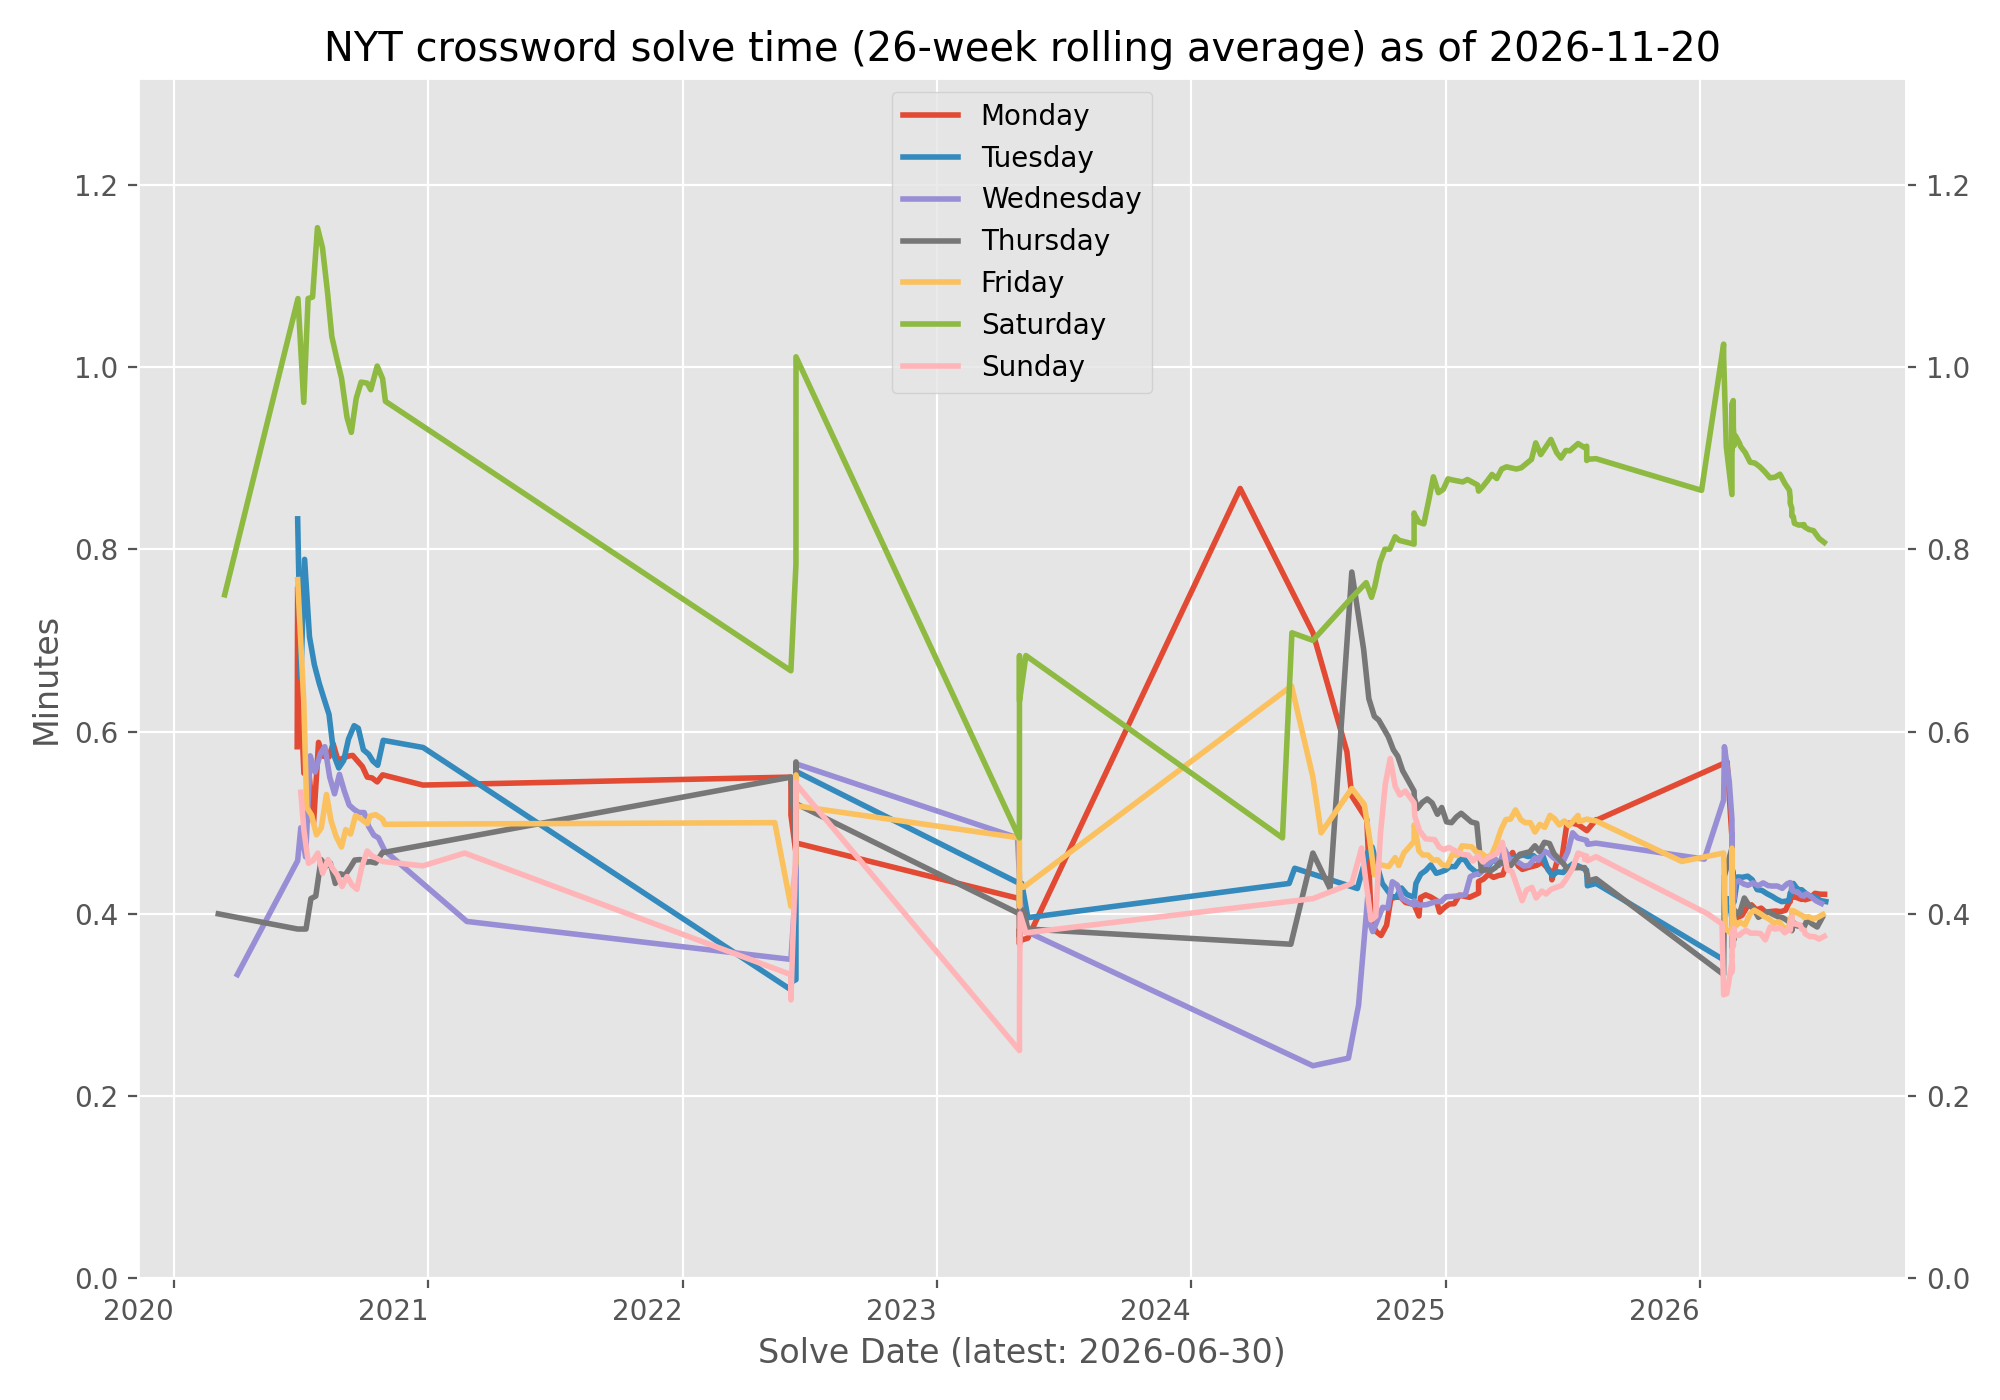 NYT crossword solve time (26-week rolling average) as of 2026-11-20
Monday
Tuesday
Wednesday
Thursday
Friday
Saturday
Sunday
Minutes
1.2
1.0
0.8
0.6
0.4
0.2
0.0
1.2
1.0
0.8
0.6
0.4
0.2
0.0
2020 2021 2022 2023 2024 2025 2026
Solve Date (latest: 2026-06-30)